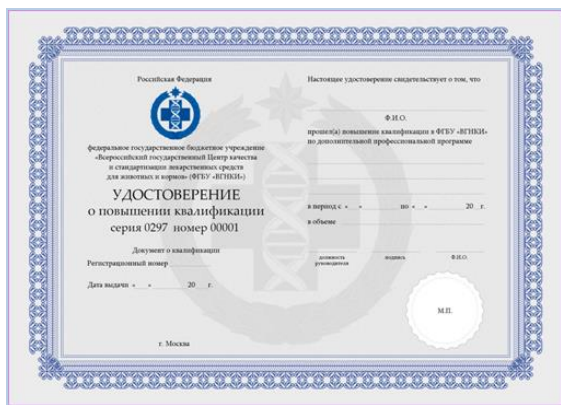 Российская Федерация
федеральное государственное бюджетное учреждение
«Всероссийский государственный Центр качества
и стандартизации лекарственных средств
для животных и кормов» (ФГБУ «ВГНКИ»)
УДОСТОВЕРЕНИЕ
о повышении квалификации
серия 0297 номер 00001
Документ о квалификации
Регистрационный номер
Дата выдачи « » 20 г.
г. Москва
Настоящее удостоверение свидетельствует о том, что
Ф.И.О.
прошел(а) повышение квалификации в ФГБУ «ВГНКИ»
по дополнительной профессиональной программе
в период с « » по « » 20 г.
в объеме
должность подпись Ф.И.О.
руководителя
М.П.